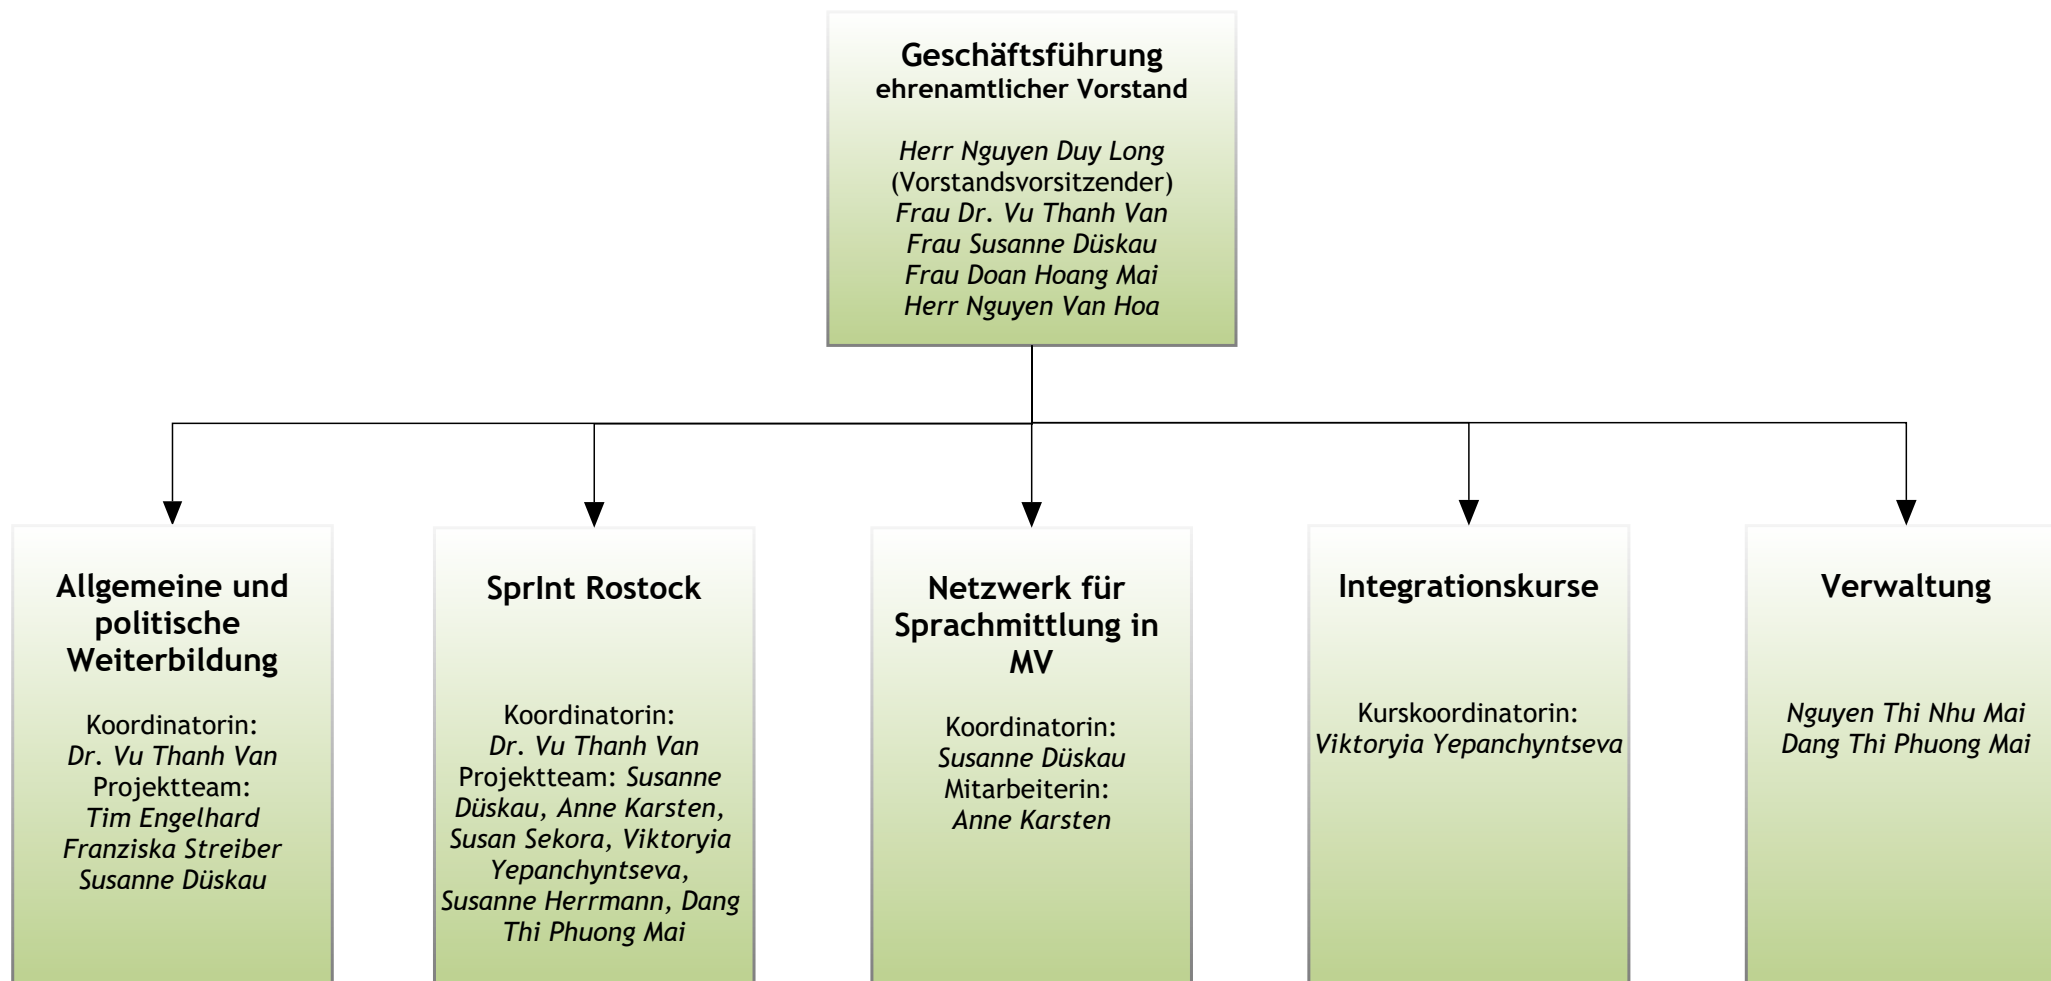 Geschäftsführung
ehrenamtlicher Vorstand
Herr Nguyen Duy Long
(Vorstandsvorsitzender)
Frau Dr. Vu Thanh Van
Frau Susanne Düskau
Frau Doan Hoang Mai
Herr Nguyen Van Hoa
Allgemeine und
politische
Weiterbildung
Koordinatorin:
Dr. Vu Thanh Van
Projektteam:
Tim Engelhard
Franziska Streiber
Susanne Düskau
SprInt Rostock
Koordinatorin:
Dr. Vu Thanh Van
Projektteam: Susanne
Düskau, Anne Karsten,
Susan Sekora, Viktoryia
Yepanchyntseva,
Susanne Herrmann, Dang
Thi Phuong Mai
Netzwerk für
Sprachmittlung in
MV
Koordinatorin:
Susanne Düskau
Mitarbeiterin:
Anne Karsten
Integrationskurse
Kurskoordinatorin:
Viktoryia Yepanchyntseva
Verwaltung
Nguyen Thi Nhu Mai
Dang Thi Phuong Mai